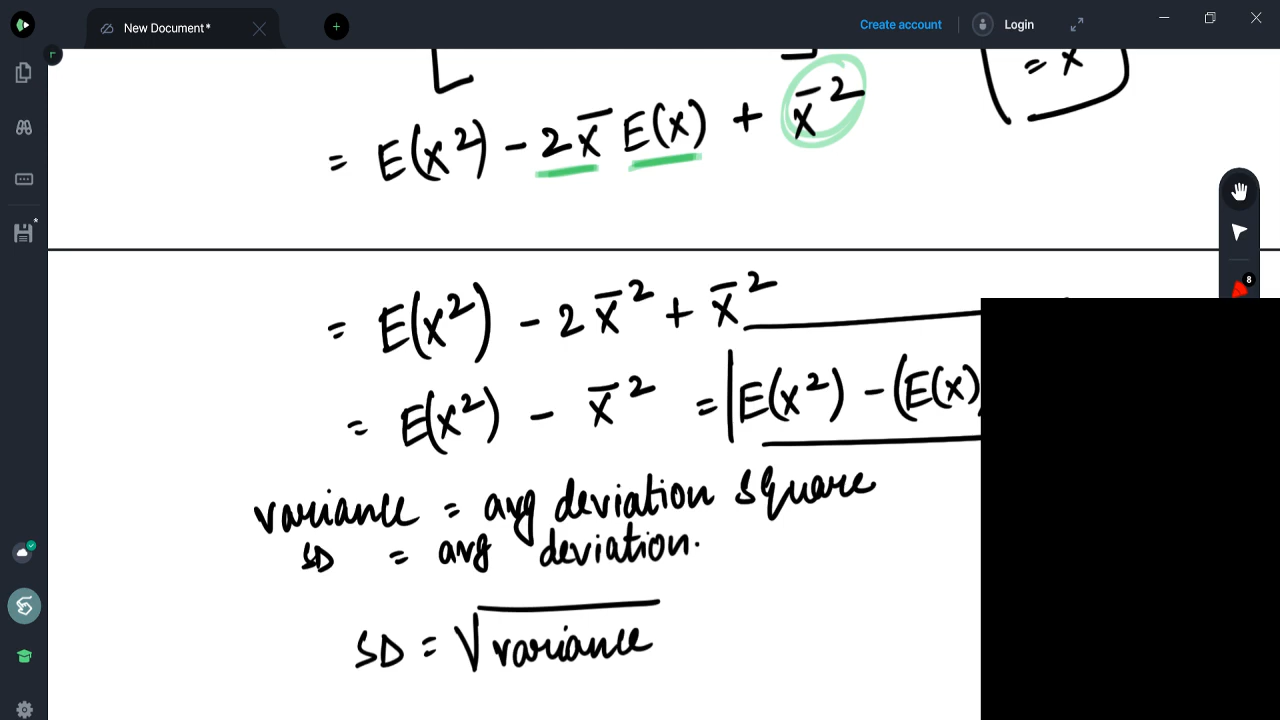 New Document*
Create account
Login
= x
= E(x²) - 2x̄ E(x) + x̄²
8
= E(x²) - 2x̄² + x̄²
= E(x²) - x̄² = E(x²) - (E(x)
variance = avg deviation square
SD = avg deviation.
SD = √variance